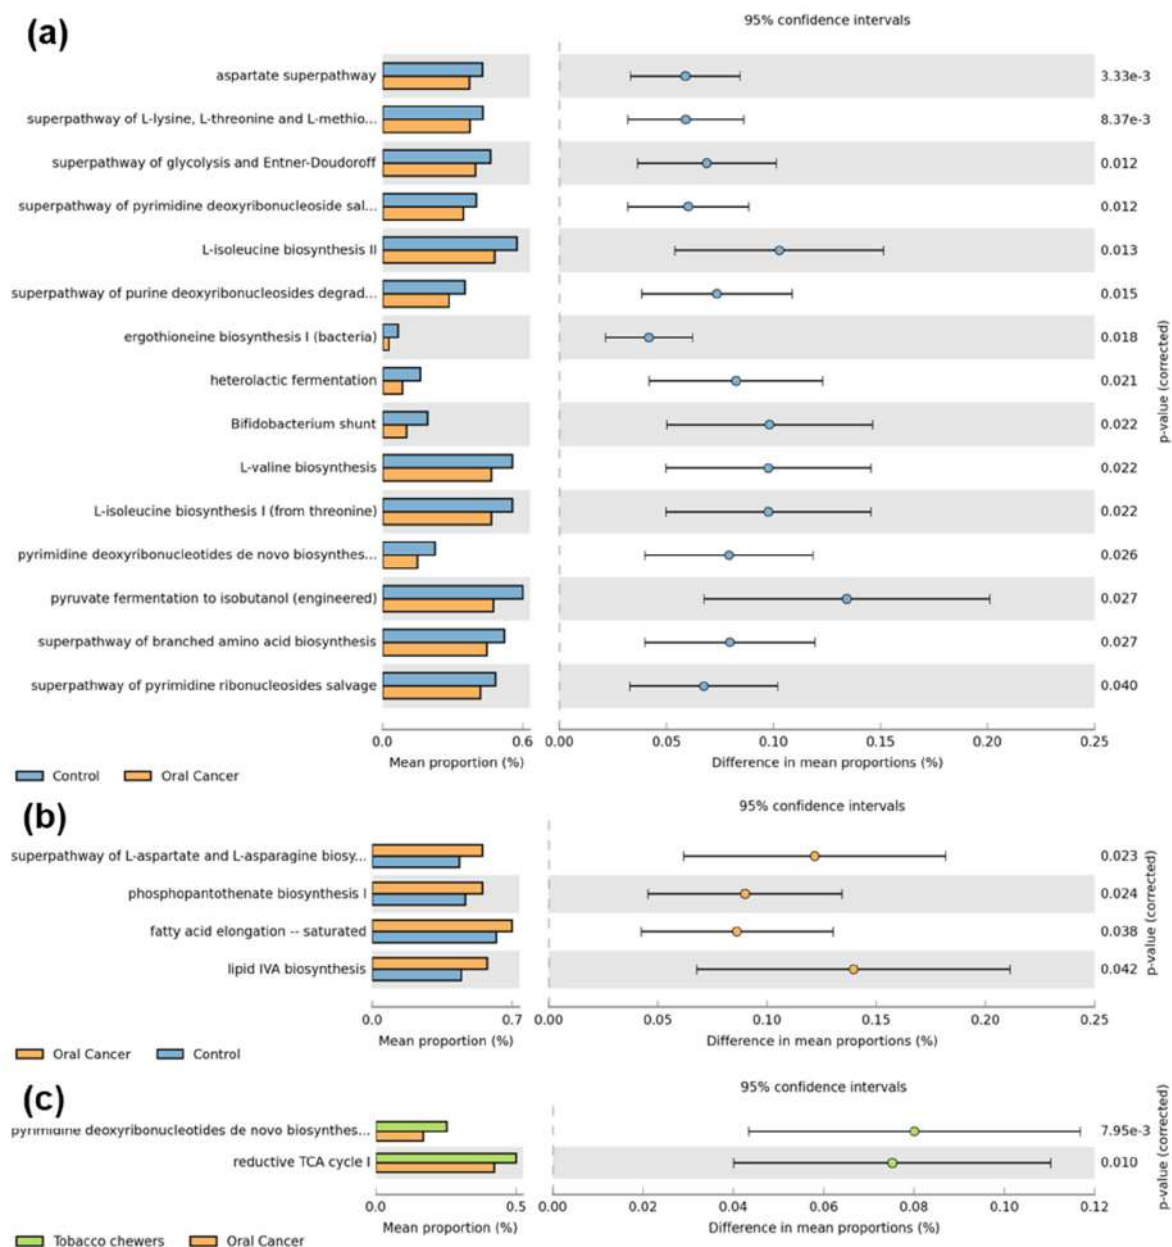 (a)
95% confidence intervals
aspartate superpathway 3.33e-3
superpathway of L-lysine, L-threonine and L-methio... 8.37e-3
superpathway of glycolysis and Entner-Doudoroff 0.012
superpathway of pyrimidine deoxyribonucleoside sal... 0.012
L-isoleucine biosynthesis II 0.013
superpathway of purine deoxyribonucleosides degrad... 0.015
ergothioneine biosynthesis I (bacteria) 0.018
heterolactic fermentation 0.021
Bifidobacterium shunt 0.022
L-valine biosynthesis 0.022
L-isoleucine biosynthesis I (from threonine) 0.022
pyrimidine deoxyribonucleotides de novo biosynthes... 0.026
pyruvate fermentation to isobutanol (engineered) 0.027
superpathway of branched amino acid biosynthesis 0.027
superpathway of pyrimidine ribonucleosides salvage 0.040
p-value (corrected)
0.0 0.6 0.00 0.05 0.10 0.15 0.20 0.25
Mean proportion (%) Difference in mean proportions (%)
Control Oral Cancer
(b)
95% confidence intervals
superpathway of L-aspartate and L-asparagine biosy... 0.023
phosphopantothenate biosynthesis I 0.024
fatty acid elongation -- saturated 0.038
lipid IVA biosynthesis 0.042
p-value (corrected)
0.0 0.7 0.00 0.05 0.10 0.15 0.20 0.25
Mean proportion (%) Difference in mean proportions (%)
Oral Cancer Control
(c)
95% confidence intervals
pyrimidine deoxyribonucleotides de novo biosynthes... 7.95e-3
reductive TCA cycle I 0.010
p-value (corrected)
0.0 0.5 0.00 0.02 0.04 0.06 0.08 0.10 0.12
Mean proportion (%) Difference in mean proportions (%)
Tobacco chewers Oral Cancer